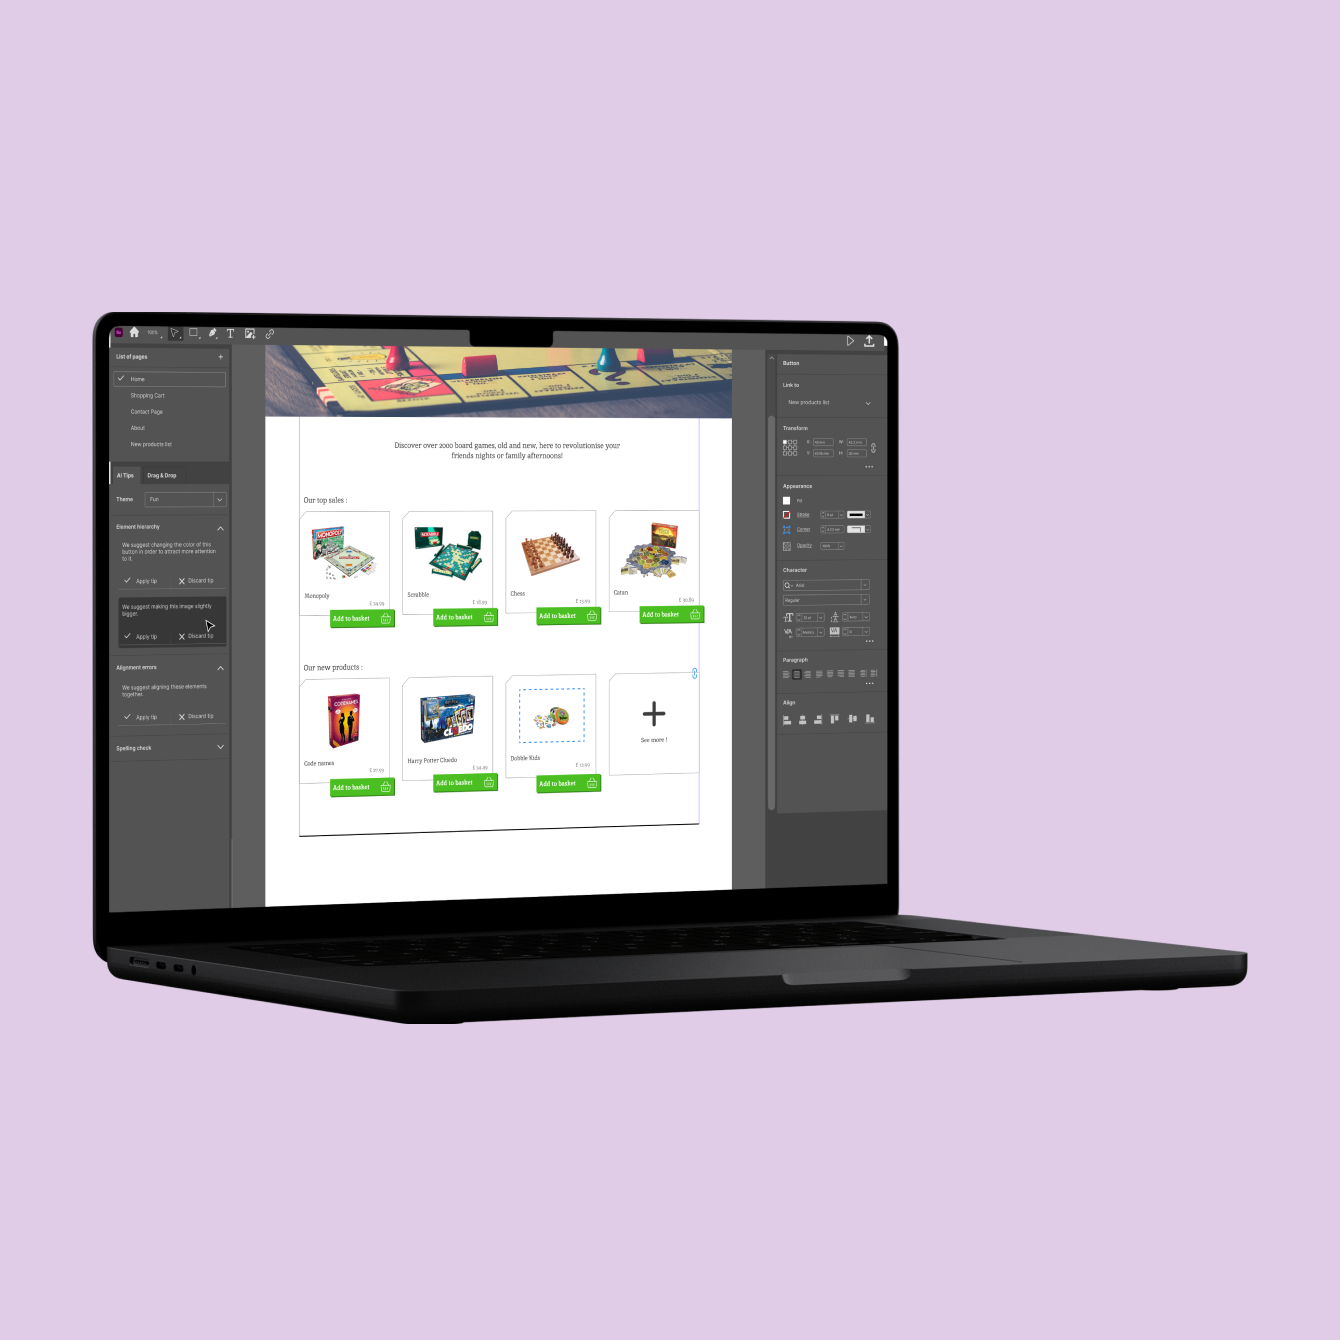 List of pages
+
Home
Shopping Cart
Contact Page
About
New products list
AI Tips
Drag & Drop
Theme
Fun
Element hierarchy
We suggest changing the color of this
button in order to attract more attention
to it.
Apply tip
Discard tip
We suggest making this image slightly
bigger.
Apply tip
Discard tip
Alignment errors
We suggest aligning these elements
together.
Apply tip
Discard tip
Spelling check
T
Discover over 2000 board games, old and new, here to revolutionise your
friends nights or family afternoons!
Our top sales :
MONOPOLY
Monopoly
Scrabble
Chess
Catan
Add to basket
Add to basket
Add to basket
Add to basket
Our new products :
CODENAMES
CLUEDO
Code names
Harry Potter Cluedo
Dobble Kids
See more !
Add to basket
Add to basket
Add to basket
Button
Link to
New products list
Transform
Appearance
Stroke
Corner
Opacity
Character
Arial
Regular
Paragraph
Align